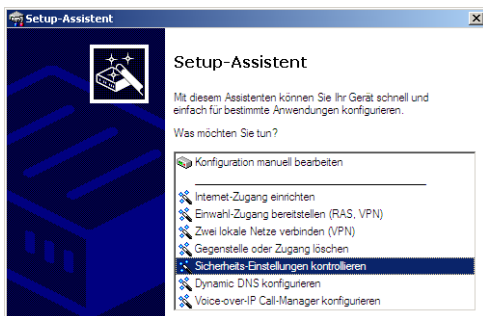 Setup-Assistent
Setup-Assistent
Mit diesem Assistenten können Sie Ihr Gerät schnell und
einfach für bestimmte Anwendungen konfigurieren.
Was möchten Sie tun?
Konfiguration manuell bearbeiten
Internet-Zugang einrichten
Einwahl-Zugang bereitstellen (RAS, VPN)
Zwei lokale Netze verbinden (VPN)
Gegenstelle oder Zugang löschen
Sicherheits-Einstellungen kontrollieren
Dynamic DNS konfigurieren
Voice-over-IP Call-Manager konfigurieren